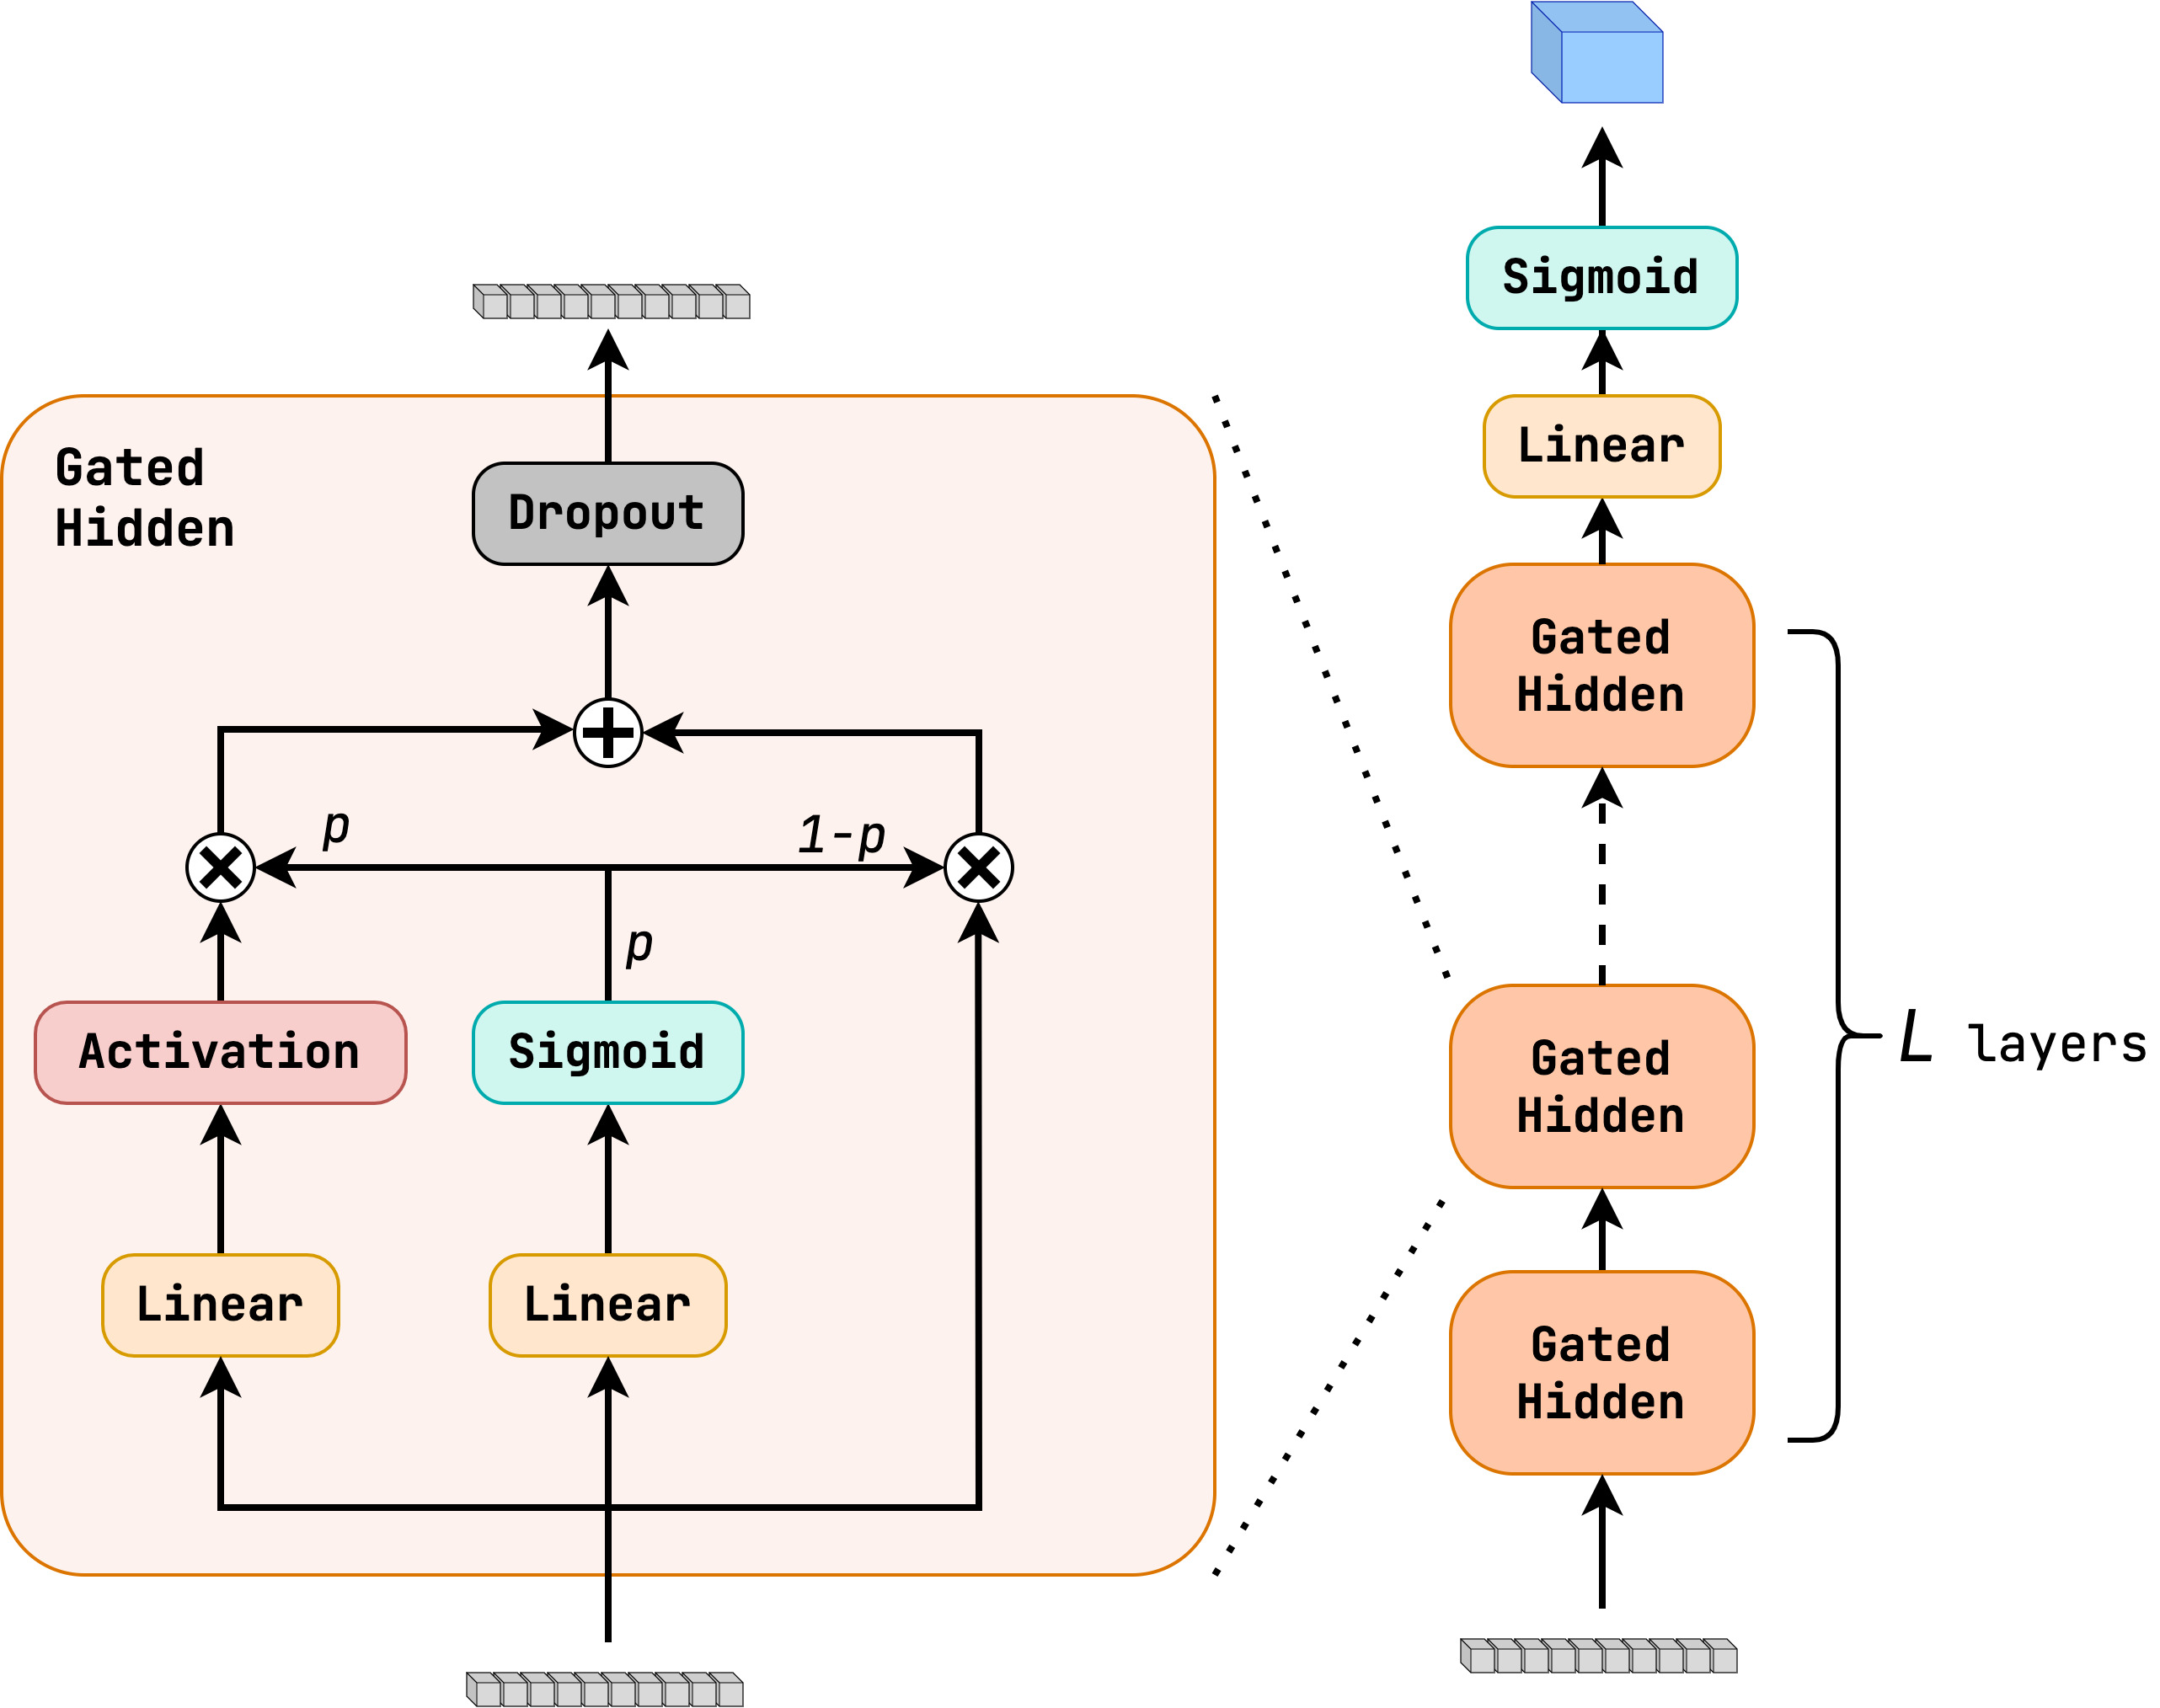 Gated
Hidden
Dropout
p
1-p
p
Activation
Sigmoid
Linear
Linear
Sigmoid
Linear
Gated
Hidden
Gated
Hidden
Gated
Hidden
L layers